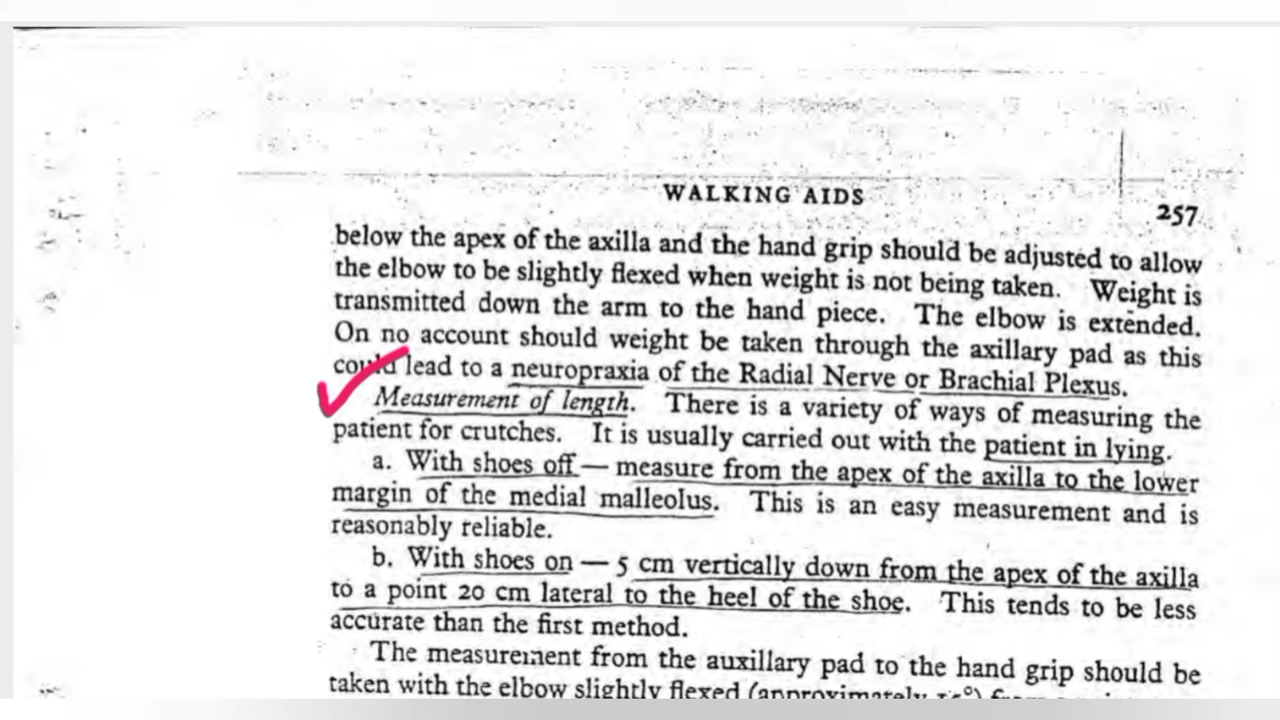 WALKING AIDS
257
below the apex of the axilla and the hand grip should be adjusted to allow
the elbow to be slightly flexed when weight is not being taken. Weight is
transmitted down the arm to the hand piece. The elbow is extended.
On no account should weight be taken through the axillary pad as this
could lead to a neuropraxia of the Radial Nerve or Brachial Plexus.
Measurement of length. There is a variety of ways of measuring the
patient for crutches. It is usually carried out with the patient in lying.
a. With shoes off — measure from the apex of the axilla to the lower
margin of the medial malleolus. This is an easy measurement and is
reasonably reliable.
b. With shoes on — 5 cm vertically down from the apex of the axilla
to a point 20 cm lateral to the heel of the shoe. This tends to be less
accurate than the first method.
The measurement from the auxillary pad to the hand grip should be
taken with the elbow slightly flexed (approximately 15°)